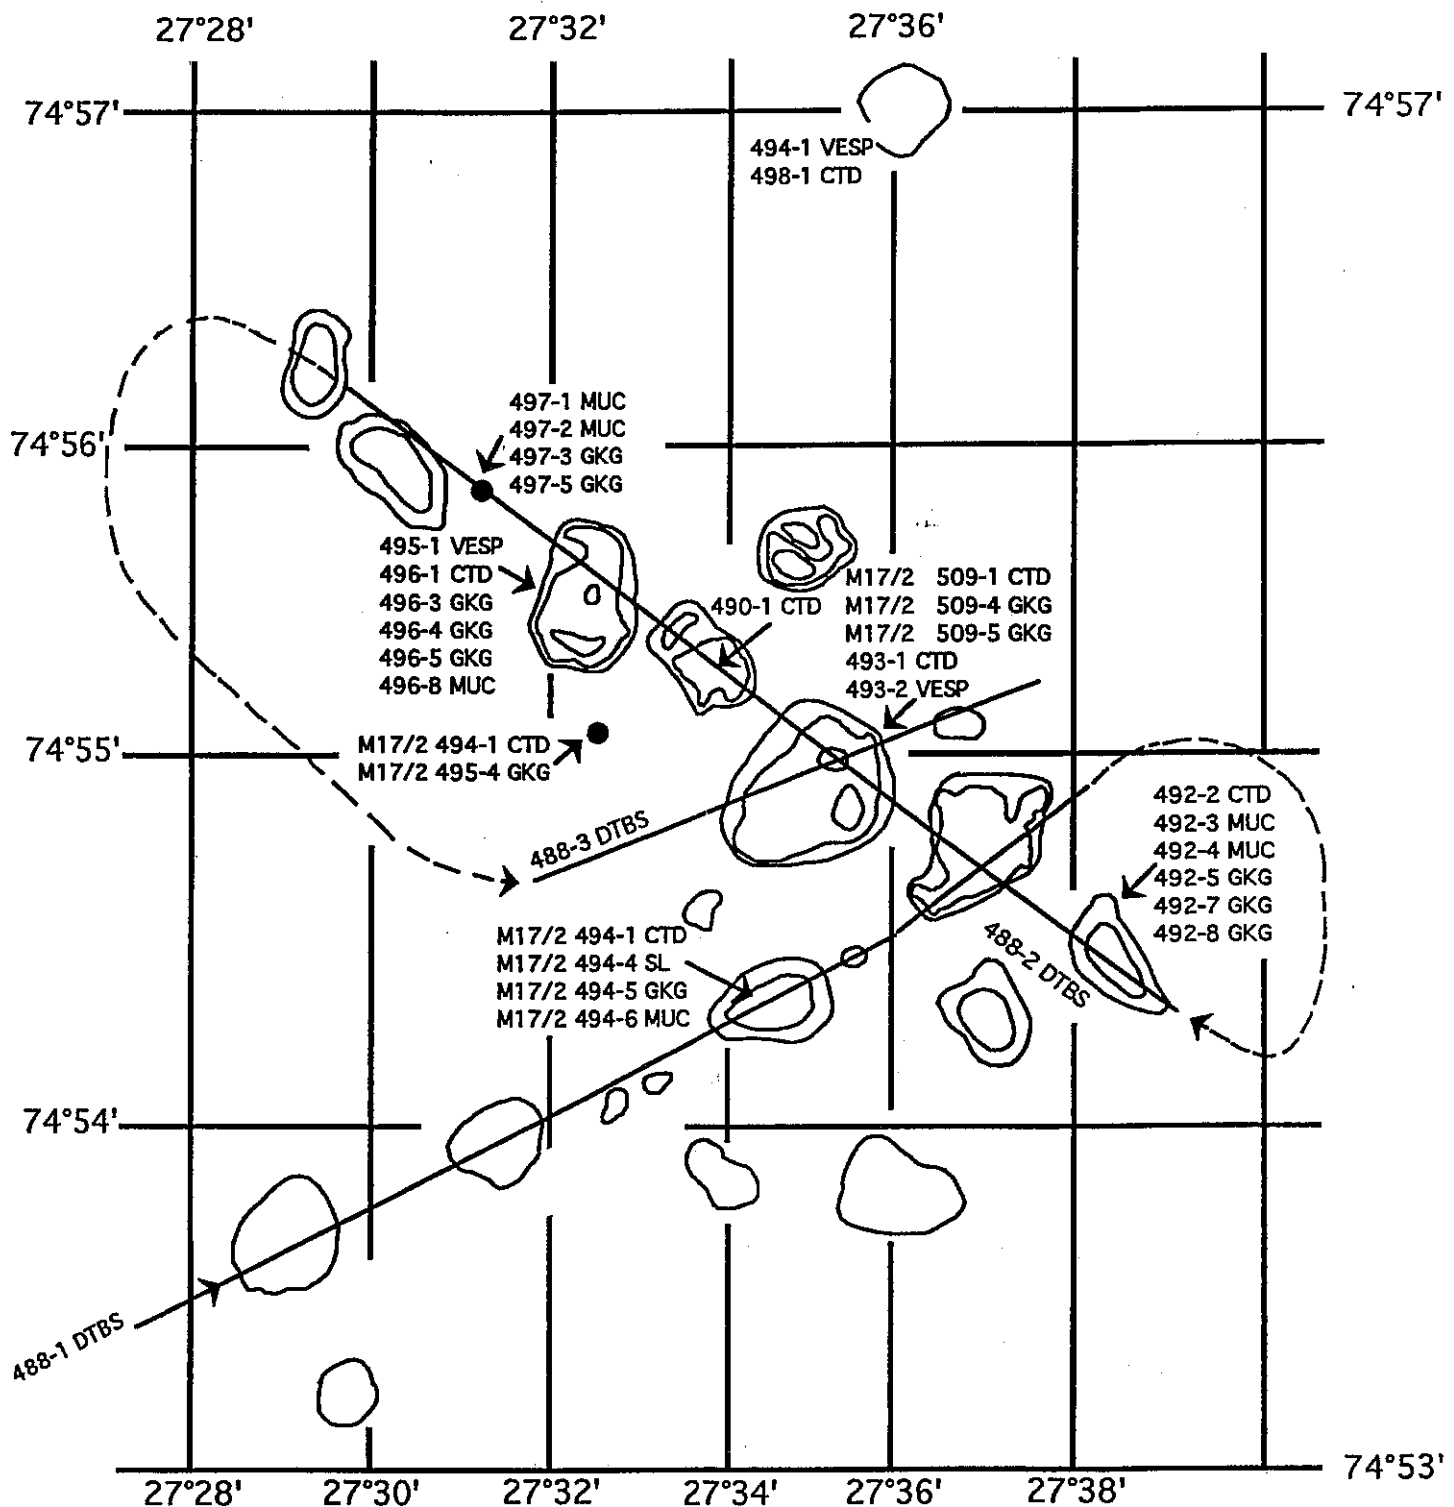 27°28'
27°32'
27°36'
74°57'
74°57'
494-1 VESP
498-1 CTD
497-1 MUC
497-2 MUC
497-3 GKG
497-5 GKG
74°56'
495-1 VESP
496-1 CTD
496-3 GKG
496-4 GKG
496-5 GKG
496-8 MUC
490-1 CTD
M17/2 509-1 CTD
M17/2 509-4 GKG
M17/2 509-5 GKG
493-1 CTD
493-2 VESP
74°55'
M17/2 494-1 CTD
M17/2 495-4 GKG
488-3 DTBS
492-2 CTD
492-3 MUC
492-4 MUC
492-5 GKG
492-7 GKG
492-8 GKG
M17/2 494-1 CTD
M17/2 494-4 SL
M17/2 494-5 GKG
M17/2 494-6 MUC
488-2 DTBS
74°54'
488-1 DTBS
74°53'
27°28'
27°30'
27°32'
27°34'
27°36'
27°38'